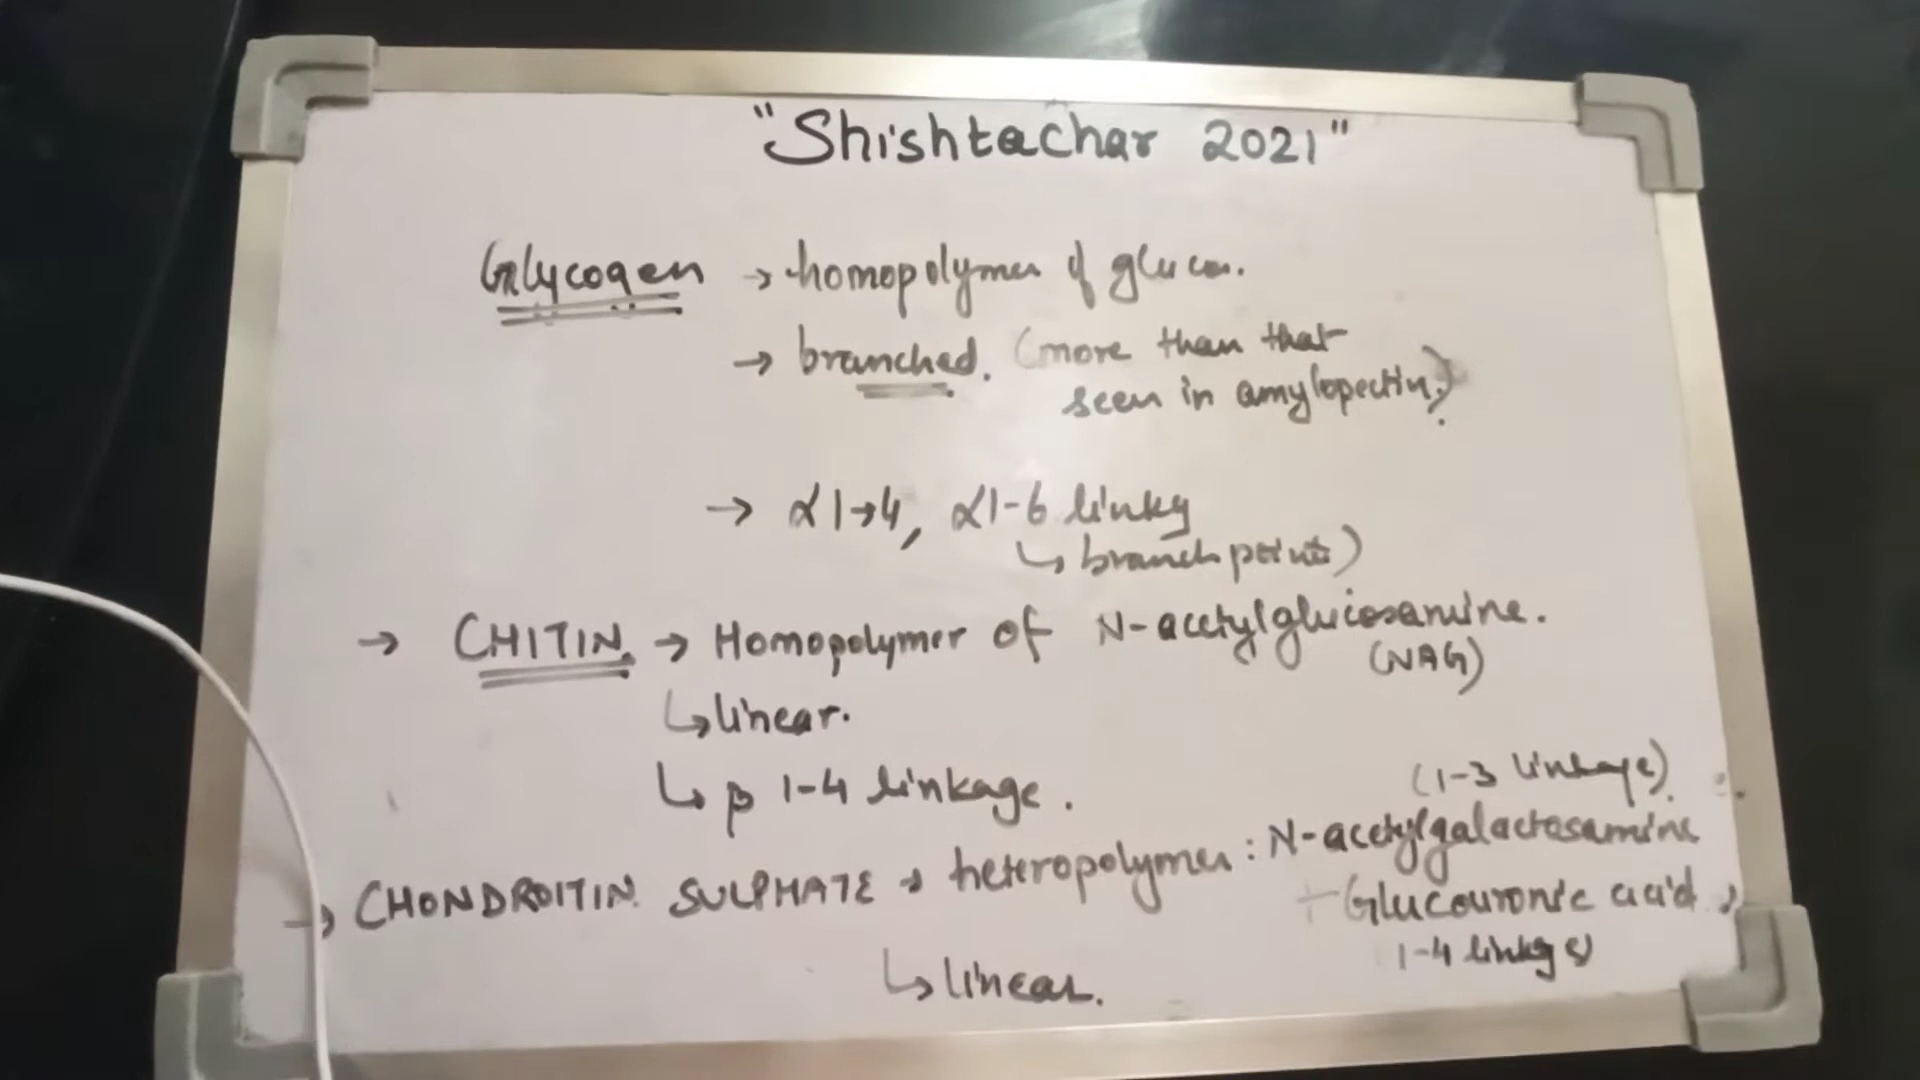 "Shishtachar 2021"
Glycogen → homopolymer of glucose.
→ branched. (more than that
seen in amylopectin.)
→ α1→4, α1-6 linkg
↳ branch points)
→ CHITIN. → Homopolymer of N-acetylglucosamine.
(NAG)
↳ linear.
↳ β 1-4 linkage.
(1-3 linkage).
→ CHONDROITIN SULPHATE → heteropolymer: N-acetylgalactosamine
+ Glucouronic acid
1-4 linkg s)
↳ linear.